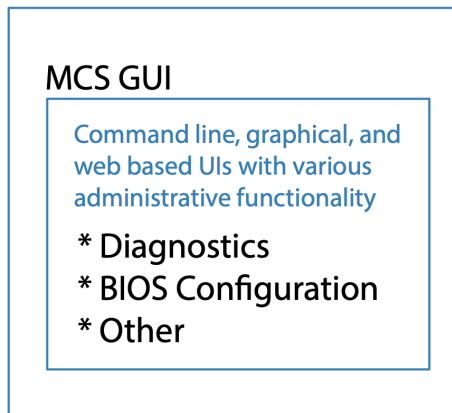 MCS GUI
Command line, graphical, and
web based UIs with various
administrative functionality
* Diagnostics
* BIOS Configuration
* Other